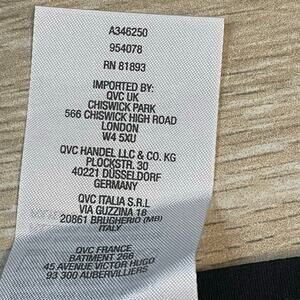 A346250
954078
RN 81893
IMPORTED BY:
QVC UK
CHISWICK PARK
566 CHISWICK HIGH ROAD
LONDON
W4 5XU
QVC HANDEL LLC & CO. KG
PLOCKSTR. 30
40221 DÜSSELDORF
GERMANY
QVC ITALIA S.R.L
VIA GUZZINA 18
20861 BRUGHERIO (MB)
ITALY
QVC FRANCE
BATIMENT 266
45 AVENUE VICTOR HUGO
93 300 AUBERVILLIERS